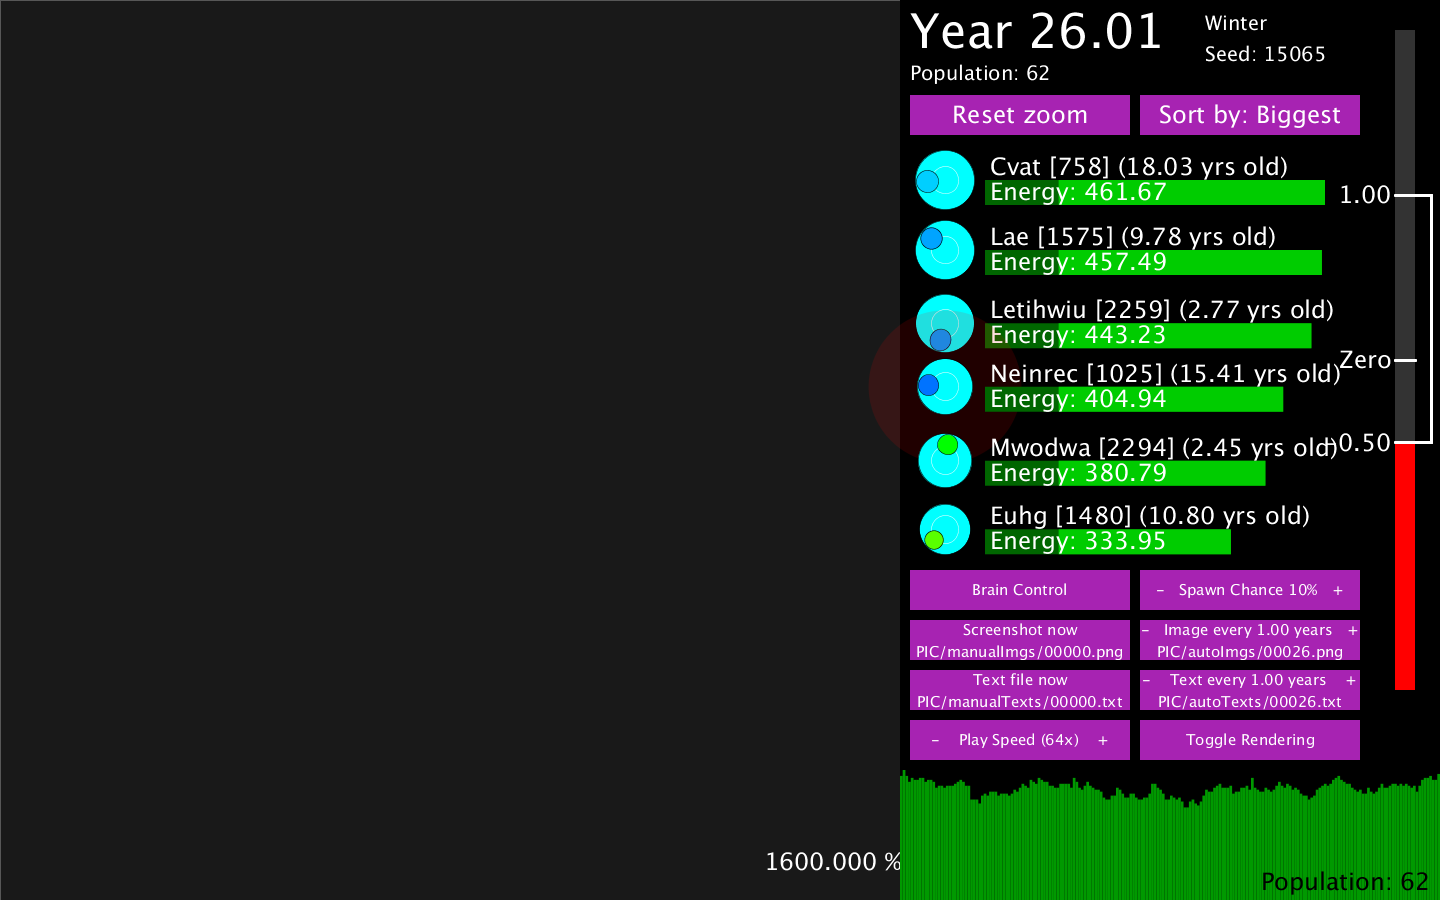 Year 26.01
Winter
Seed: 15065
Population: 62
Reset zoom
Sort by: Biggest
Cvat [758] (18.03 yrs old)
Energy: 461.67
1.00
Lae [1575] (9.78 yrs old)
Energy: 457.49
Letihwiu [2259] (2.77 yrs old)
Energy: 443.23
Zero
Neinrec [1025] (15.41 yrs old)
Energy: 404.94
Mwodwa [2294] (2.45 yrs old)
-0.50
Energy: 380.79
Euhg [1480] (10.80 yrs old)
Energy: 333.95
Brain Control
- Spawn Chance 10% +
Screenshot now
PIC/manualImgs/00000.png
- Image every 1.00 years +
PIC/autoImgs/00026.png
Text file now
PIC/manualTexts/00000.txt
- Text every 1.00 years +
PIC/autoTexts/00026.txt
- Play Speed (64x) +
Toggle Rendering
1600.000 %
Population: 62